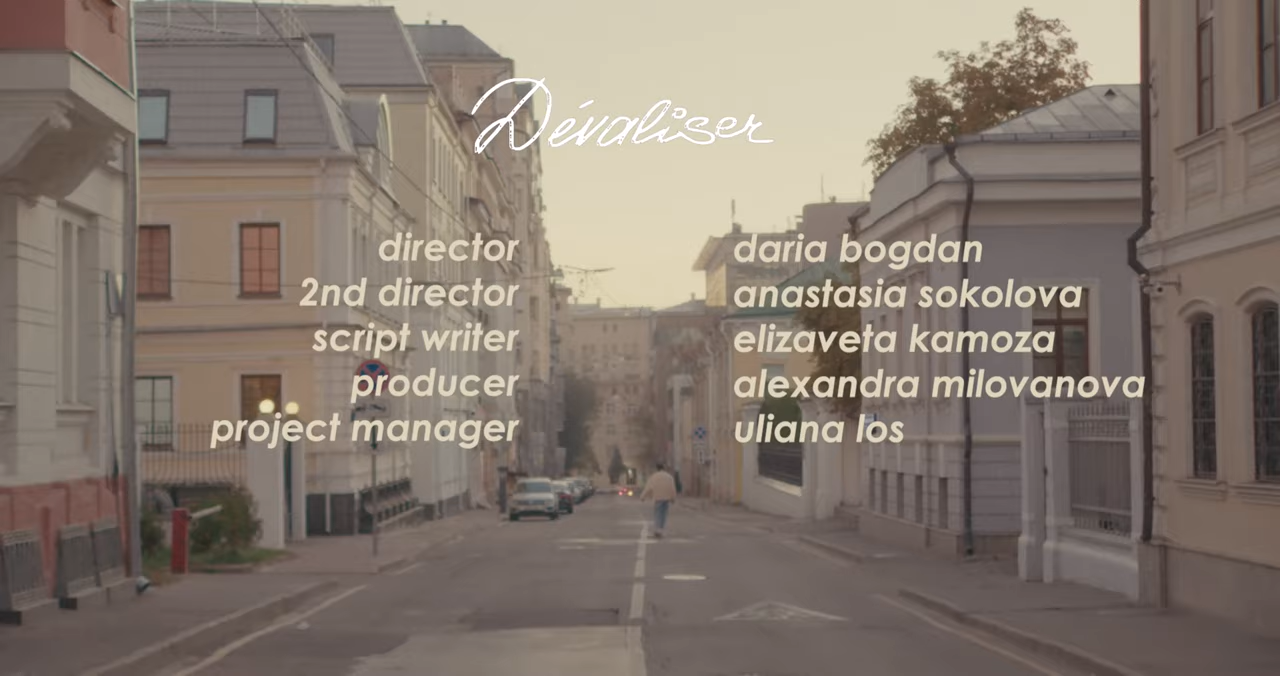 Dévaliser
director daria bogdan
2nd director anastasia sokolova
script writer elizaveta kamoza
producer alexandra milovanova
project manager uliana los